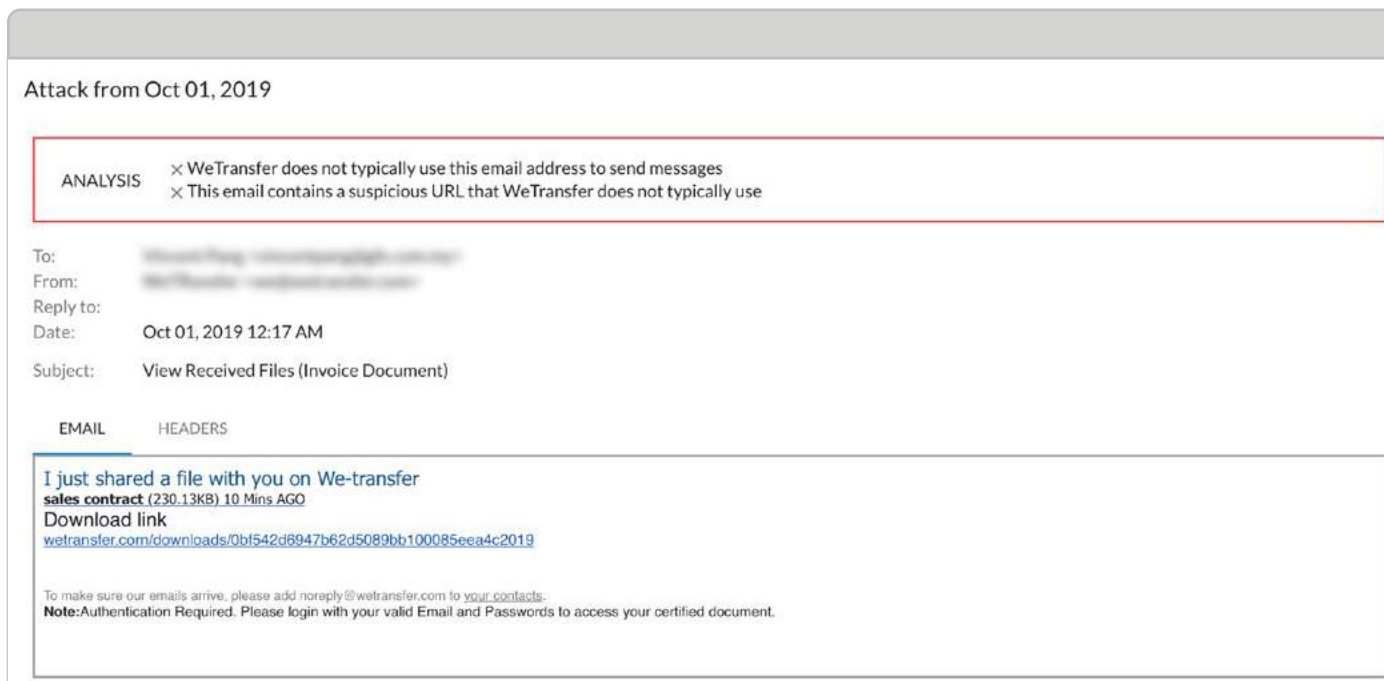 Attack from Oct 01, 2019
ANALYSIS
× WeTransfer does not typically use this email address to send messages
× This email contains a suspicious URL that WeTransfer does not typically use
To:
From:
Reply to:
Date: Oct 01, 2019 12:17 AM
Subject: View Received Files (Invoice Document)
EMAIL HEADERS
I just shared a file with you on We-transfer
sales contract (230.13KB) 10 Mins AGO
Download link
wetransfer.com/downloads/0bf542d6947b62d5089bb100085eea4c2019
To make sure our emails arrive, please add noreply@wetransfer.com to your contacts.
Note:Authentication Required. Please login with your valid Email and Passwords to access your certified document.